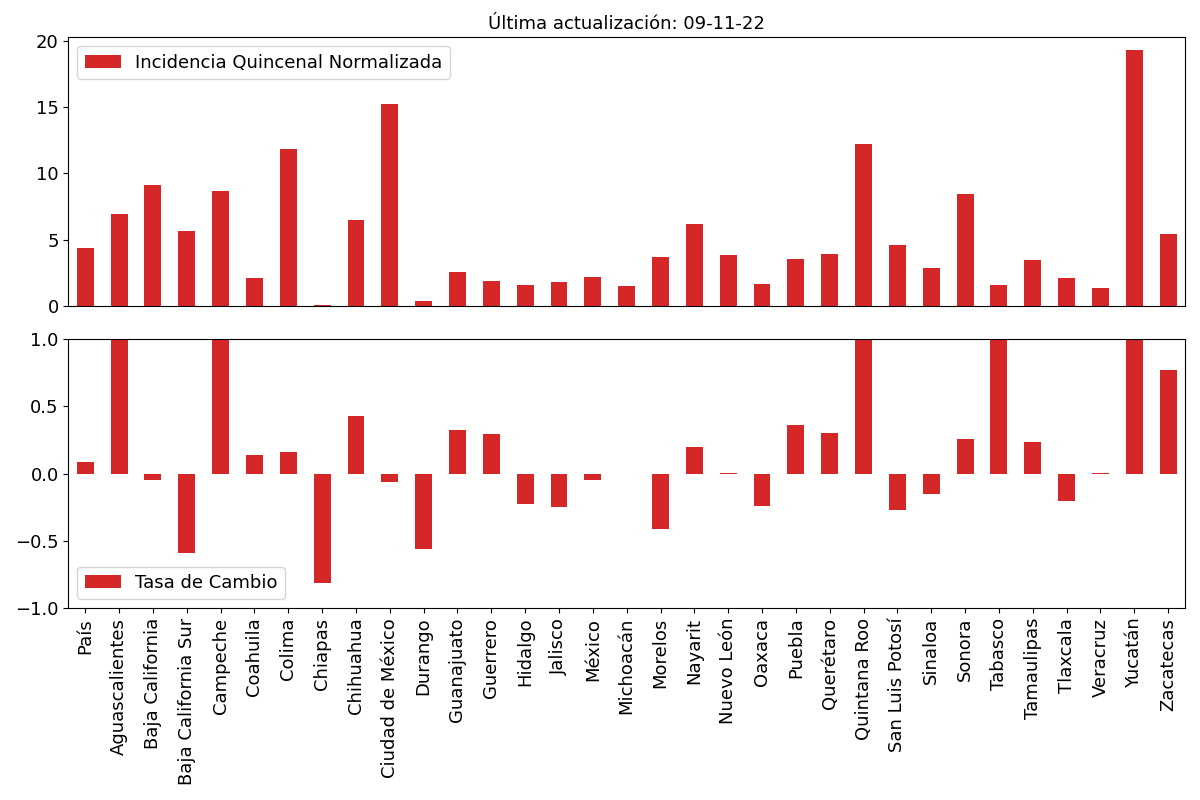 Última actualización: 09-11-22
20
15
10
5
0
Incidencia Quincenal Normalizada
1.0
0.5
0.0
−0.5
−1.0
Tasa de Cambio
País
Aguascalientes
Baja California
Baja California Sur
Campeche
Coahuila
Colima
Chiapas
Chihuahua
Ciudad de México
Durango
Guanajuato
Guerrero
Hidalgo
Jalisco
México
Michoacán
Morelos
Nayarit
Nuevo León
Oaxaca
Puebla
Querétaro
Quintana Roo
San Luis Potosí
Sinaloa
Sonora
Tabasco
Tamaulipas
Tlaxcala
Veracruz
Yucatán
Zacatecas